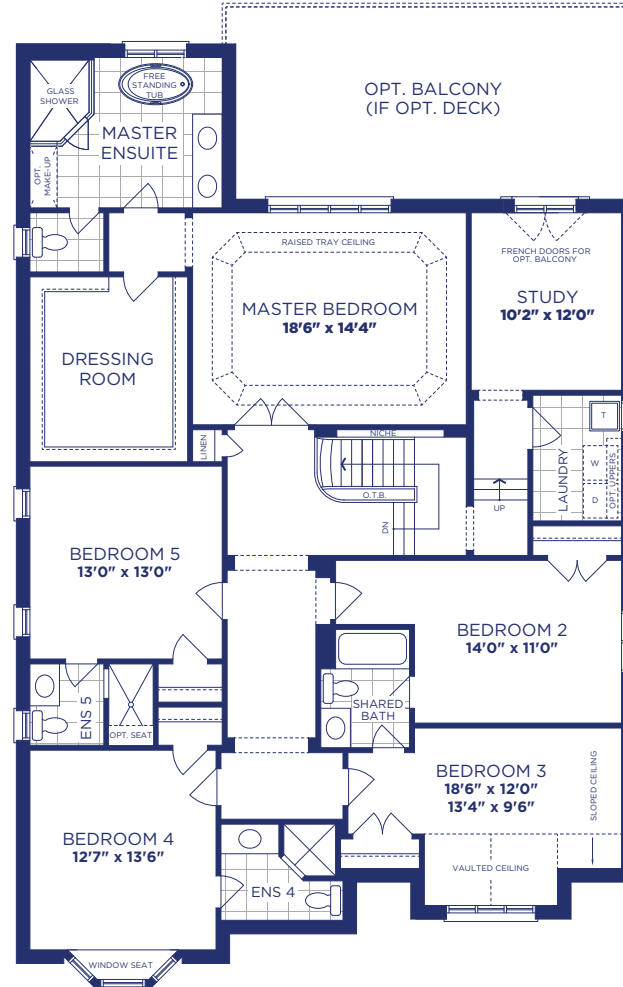 OPT. BALCONY
(IF OPT. DECK)
GLASS
SHOWER
FREE
STANDING
TUB
MASTER
ENSUITE
OPT.
MAKE-UP
RAISED TRAY CEILING
MASTER BEDROOM
18'6" x 14'4"
FRENCH DOORS FOR
OPT. BALCONY
STUDY
10'2" x 12'0"
DRESSING
ROOM
LINEN
NICHE
O.T.B.
DN
UP
LAUNDRY
T
W
D
OPT. UPPERS
BEDROOM 5
13'0" x 13'0"
BEDROOM 2
14'0" x 11'0"
ENS 5
OPT. SEAT
SHARED
BATH
BEDROOM 3
18'6" x 12'0"
13'4" x 9'6"
SLOPED CEILING
VAULTED CEILING
BEDROOM 4
12'7" x 13'6"
ENS 4
WINDOW SEAT